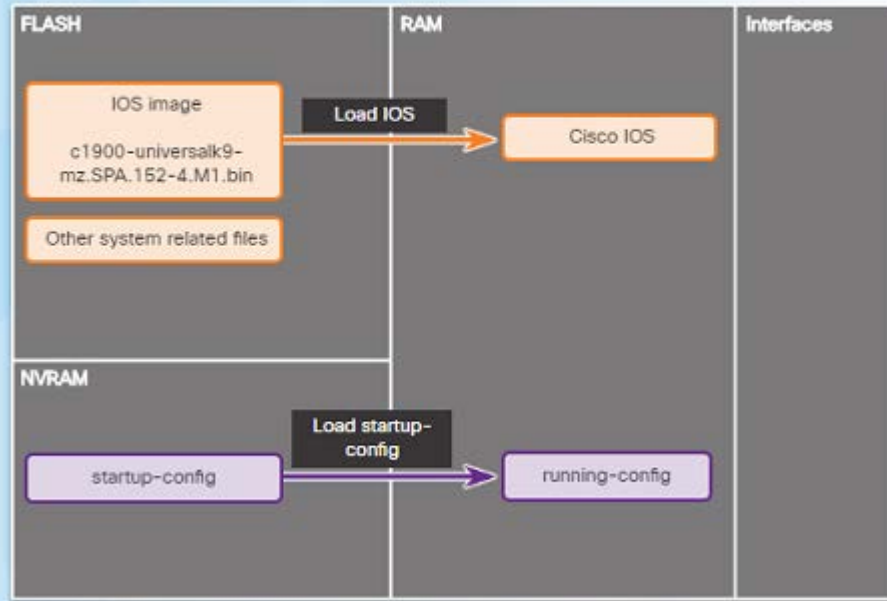 FLASH
RAM
Interfaces
IOS image
c1900-universalk9-
mz.SPA.152-4.M1.bin
Load IOS
Cisco IOS
Other system related files
NVRAM
Load startup-
config
startup-config
running-config